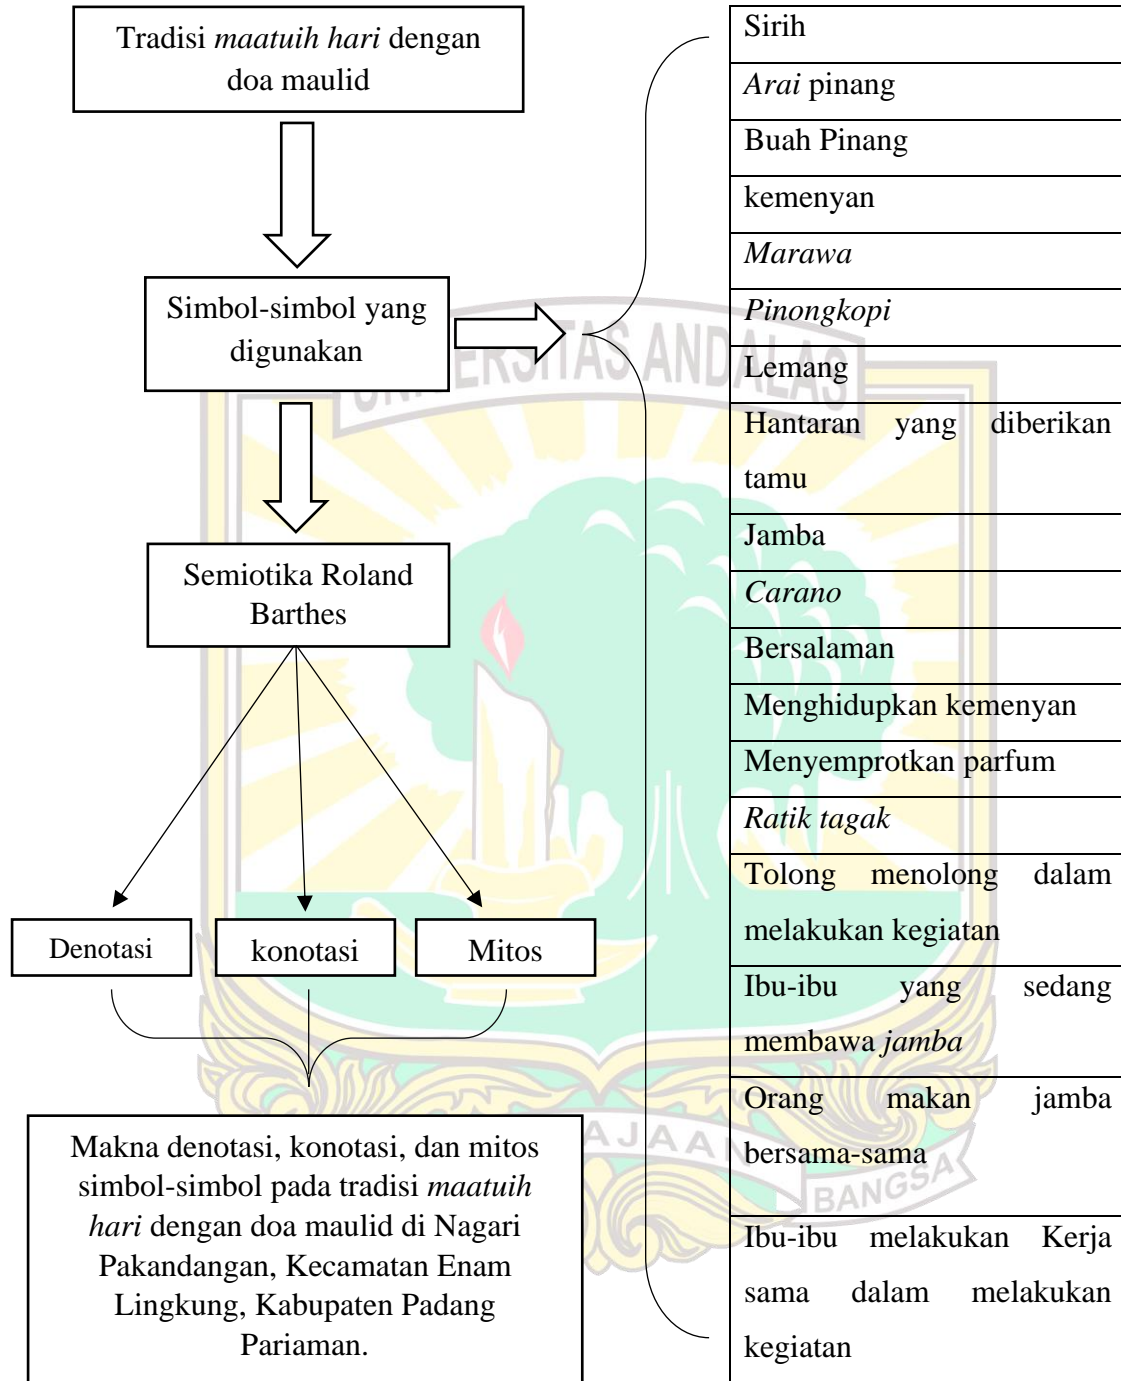 Tradisi maatuih hari dengan
doa maulid
Simbol-simbol yang
digunakan
Semiotika Roland
Barthes
Denotasi
konotasi
Mitos
Makna denotasi, konotasi, dan mitos
simbol-simbol pada tradisi maatuih
hari dengan doa maulid di Nagari
Pakandangan, Kecamatan Enam
Lingkung, Kabupaten Padang
Pariaman.
Sirih
Arai pinang
Buah Pinang
kemenyan
Marawa
Pinongkopi
Lemang
Hantaran yang diberikan
tamu
Jamba
Carano
Bersalaman
Menghidupkan kemenyan
Menyemprotkan parfum
Ratik tagak
Tolong menolong dalam
melakukan kegiatan
Ibu-ibu yang sedang
membawa jamba
Orang makan jamba
bersama-sama
Ibu-ibu melakukan Kerja
sama dalam melakukan
kegiatan
UNIVERSITAS ANDALAS
BANGSA